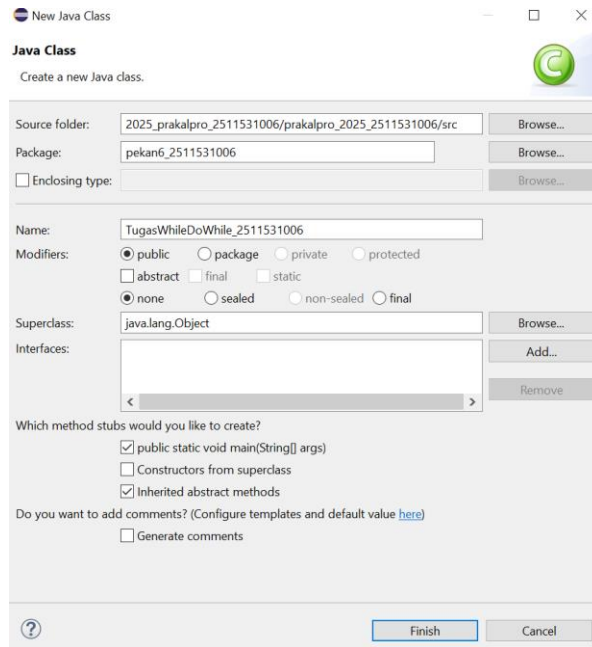 New Java Class
Java Class
Create a new Java class.
Source folder: 2025_prakalpro_2511531006/prakalpro_2025_2511531006/src Browse...
Package: pekan6_2511531006 Browse...
Enclosing type: Browse...
Name: TugasWhileDoWhile_2511531006
Modifiers: public package private protected
abstract final static
none sealed non-sealed final
Superclass: java.lang.Object Browse...
Interfaces: Add...
Remove
Which method stubs would you like to create?
public static void main(String[] args)
Constructors from superclass
Inherited abstract methods
Do you want to add comments? (Configure templates and default value here)
Generate comments
? Finish Cancel